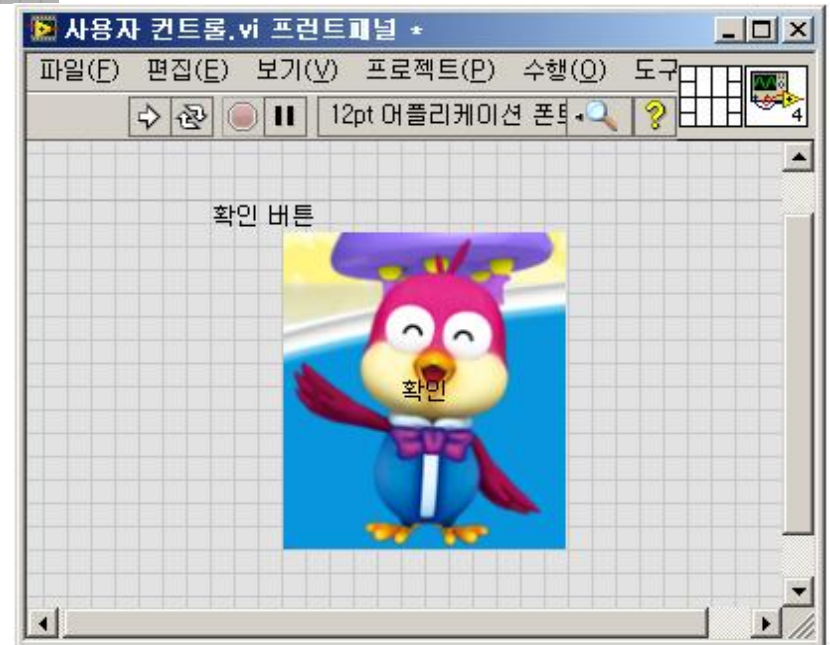 사용자 컨트롤.vi 프런트패널 *
파일(F) 편집(E) 보기(V) 프로젝트(P) 수행(O) 도구
12pt 어플리케이션 폰트
?
4
확인 버튼
확인